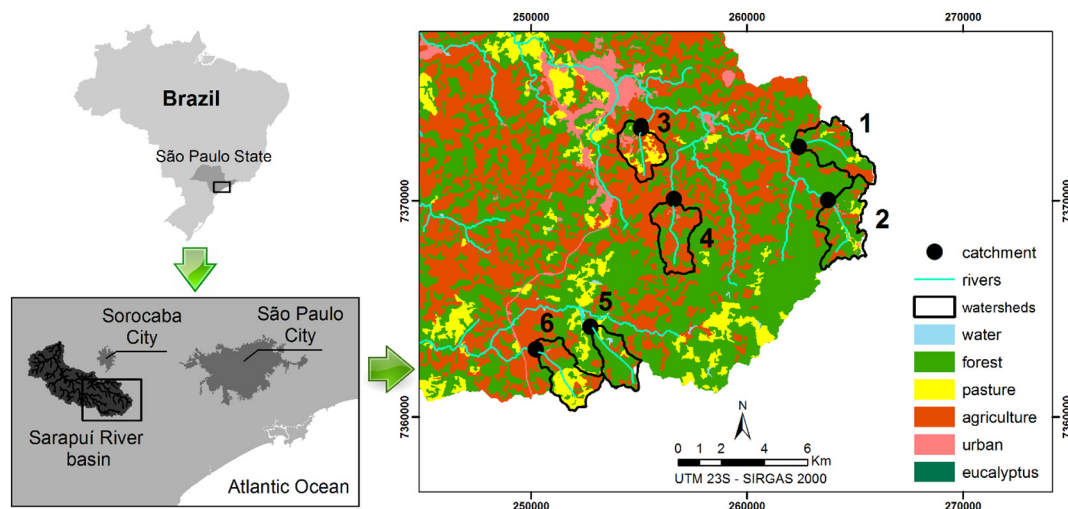 Brazil
São Paulo State
Sorocaba
City
São Paulo
City
Sarapuí River
basin
Atlantic Ocean
250000
260000
270000
7370000
7360000
1
2
3
4
5
6
catchment
rivers
watersheds
water
forest
pasture
agriculture
urban
eucalyptus
N
0 1 2 4 6
Km
UTM 23S - SIRGAS 2000
7370000
7360000
250000
260000
270000